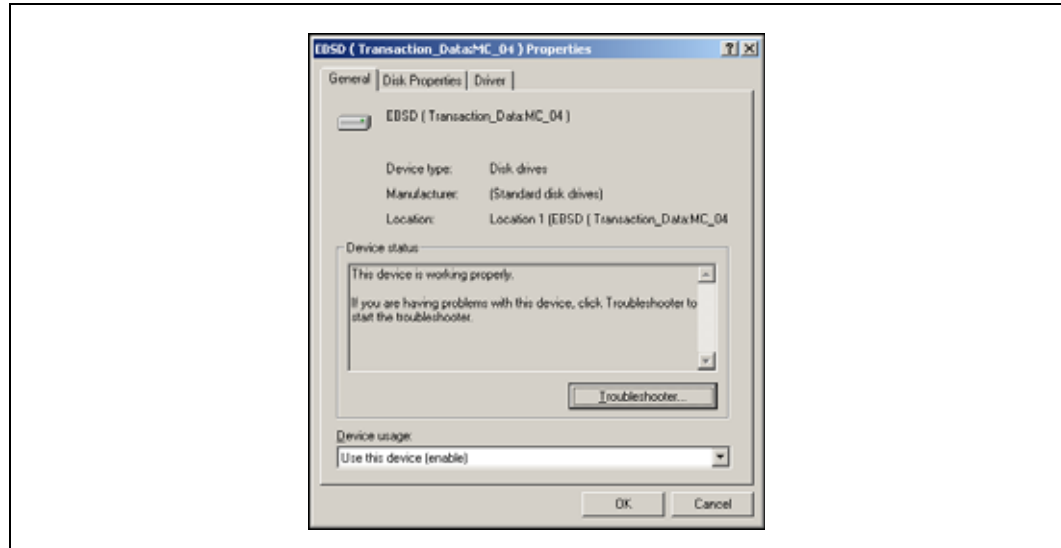 EBSD ( Transaction_Data:MC_04 ) Properties
General Disk Properties Driver
EBSD ( Transaction_Data:MC_04 )
Device type: Disk drives
Manufacturer: (Standard disk drives)
Location: Location 1 (EBSD ( Transaction_Data:MC_04
Device status
This device is working properly.
If you are having problems with this device, click Troubleshooter to
start the troubleshooter.
Troubleshooter...
Device usage:
Use this device (enable)
OK Cancel